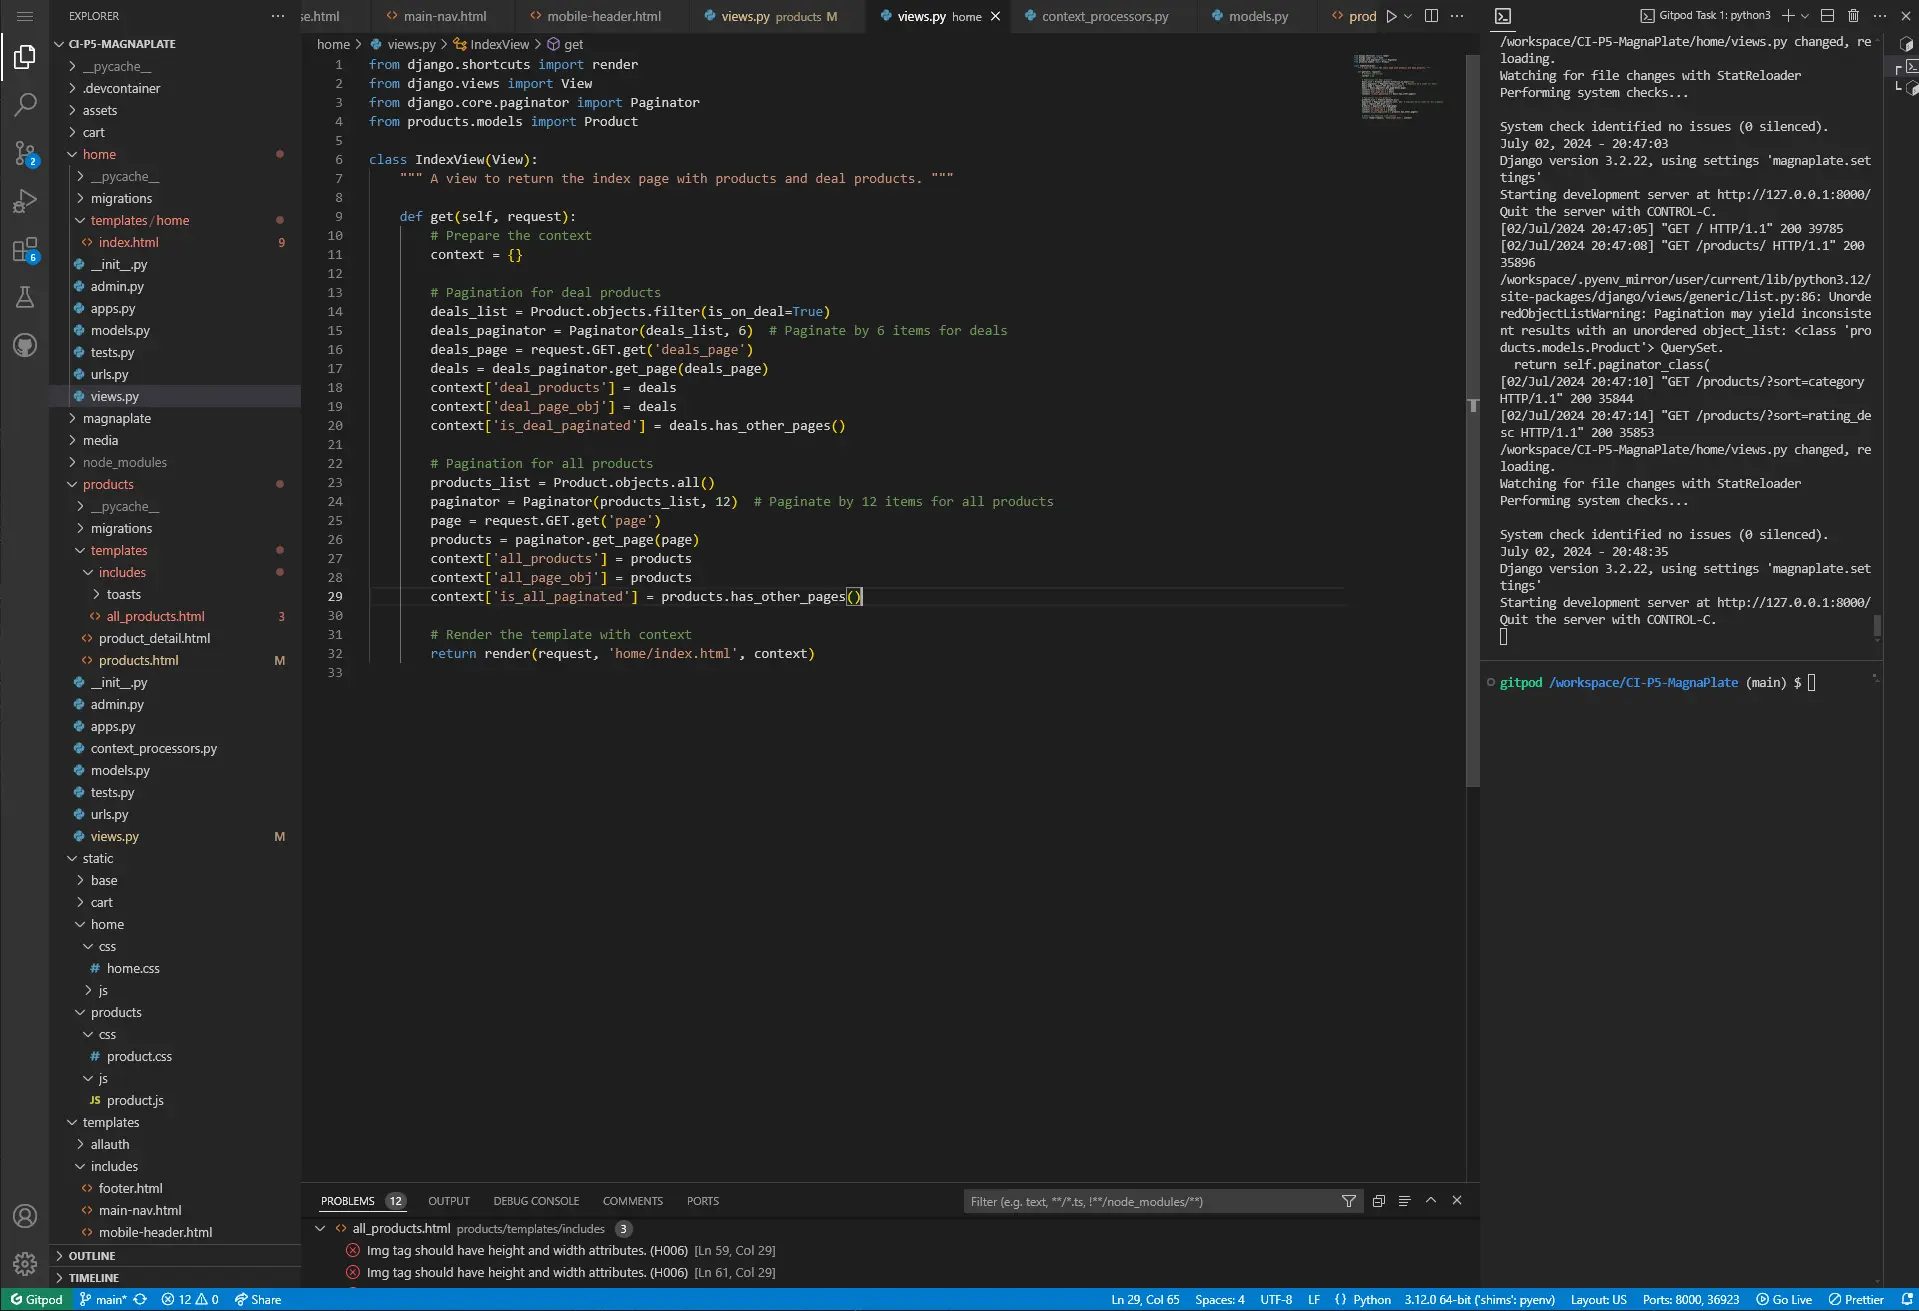 EXPLORER
CI-P5-MAGNAPLATE
__pycache__
.devcontainer
assets
cart
home
__pycache__
migrations
templates/home
index.html 9
__init__.py
admin.py
apps.py
models.py
tests.py
urls.py
views.py
magnaplate
media
node_modules
products
__pycache__
migrations
templates
includes
toasts
all_products.html 3
product_detail.html
products.html M
__init__.py
admin.py
apps.py
context_processors.py
models.py
tests.py
urls.py
views.py M
static
base
cart
home
css
home.css
js
products
css
product.css
js
JS product.js
templates
allauth
includes
footer.html
main-nav.html
mobile-header.html
OUTLINE
TIMELINE
2
6
se.html main-nav.html mobile-header.html views.py products M views.py home context_processors.py models.py prod
home > views.py > IndexView > get
1 from django.shortcuts import render
2 from django.views import View
3 from django.core.paginator import Paginator
4 from products.models import Product
5
6 class IndexView(View):
7 """ A view to return the index page with products and deal products. """
8
9 def get(self, request):
10 # Prepare the context
11 context = {}
12
13 # Pagination for deal products
14 deals_list = Product.objects.filter(is_on_deal=True)
15 deals_paginator = Paginator(deals_list, 6)  # Paginate by 6 items for deals
16 deals_page = request.GET.get('deals_page')
17 deals = deals_paginator.get_page(deals_page)
18 context['deal_products'] = deals
19 context['deal_page_obj'] = deals
20 context['is_deal_paginated'] = deals.has_other_pages()
21
22 # Pagination for all products
23 products_list = Product.objects.all()
24 paginator = Paginator(products_list, 12)  # Paginate by 12 items for all products
25 page = request.GET.get('page')
26 products = paginator.get_page(page)
27 context['all_products'] = products
28 context['all_page_obj'] = products
29 context['is_all_paginated'] = products.has_other_pages()
30
31 # Render the template with context
32 return render(request, 'home/index.html', context)
33
PROBLEMS 12 OUTPUT DEBUG CONSOLE COMMENTS PORTS Filter (e.g. text, **/*.ts, !**/node_modules/**)
all_products.html products/templates/includes 3
Img tag should have height and width attributes. (H006) [Ln 59, Col 29]
Img tag should have height and width attributes. (H006) [Ln 61, Col 29]
Gitpod Task 1: python3
/workspace/CI-P5-MagnaPlate/home/views.py changed, re
loading.
Watching for file changes with StatReloader
Performing system checks...
System check identified no issues (0 silenced).
July 02, 2024 - 20:47:03
Django version 3.2.22, using settings 'magnaplate.set
tings'
Starting development server at http://127.0.0.1:8000/
Quit the server with CONTROL-C.
[02/Jul/2024 20:47:05] "GET / HTTP/1.1" 200 39785
[02/Jul/2024 20:47:08] "GET /products/ HTTP/1.1" 200
35896
/workspace/.pyenv_mirror/user/current/lib/python3.12/
site-packages/django/views/generic/list.py:86: Unorde
redObjectListWarning: Pagination may yield inconsiste
nt results with an unordered object_list: <class 'pro
ducts.models.Product'> QuerySet.
return self.paginator_class(
[02/Jul/2024 20:47:10] "GET /products/?sort=category
HTTP/1.1" 200 35844
[02/Jul/2024 20:47:14] "GET /products/?sort=rating_de
sc HTTP/1.1" 200 35853
/workspace/CI-P5-MagnaPlate/home/views.py changed, re
loading.
Watching for file changes with StatReloader
Performing system checks...
System check identified no issues (0 silenced).
July 02, 2024 - 20:48:35
Django version 3.2.22, using settings 'magnaplate.set
tings'
Starting development server at http://127.0.0.1:8000/
Quit the server with CONTROL-C.
gitpod /workspace/CI-P5-MagnaPlate (main) $
Gitpod main* 12 0 Share Ln 29, Col 65 Spaces: 4 UTF-8 LF Python 3.12.0 64-bit ('shims': pyenv) Layout: US Ports: 8000, 36923 Go Live Prettier